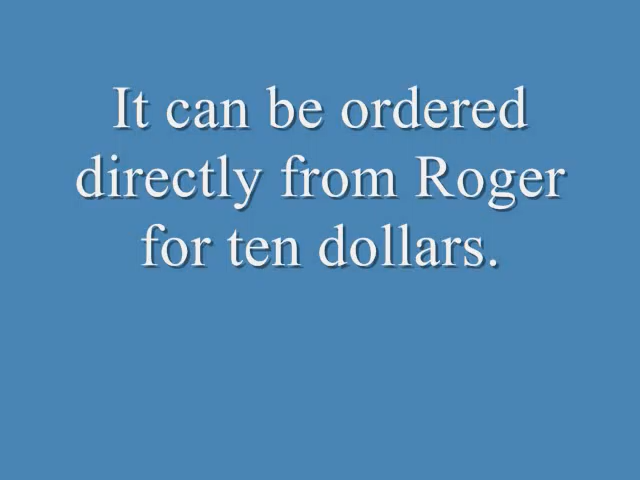 It can be ordered
directly from Roger
for ten dollars.